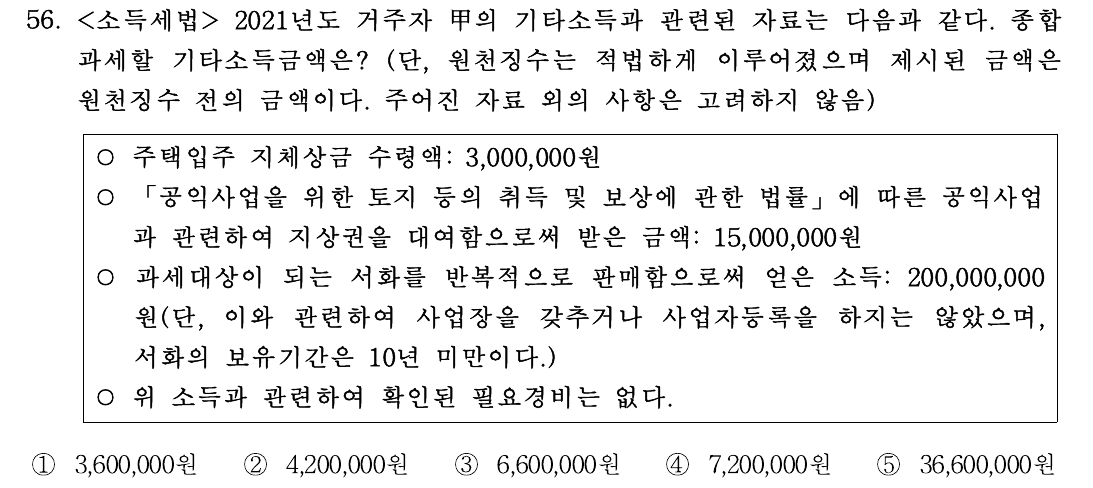 56. <소득세법> 2021년도 거주자 甲의 기타소득과 관련된 자료는 다음과 같다. 종합
과세할 기타소득금액은? (단, 원천징수는 적법하게 이루어졌으며 제시된 금액은
원천징수 전의 금액이다. 주어진 자료 외의 사항은 고려하지 않음)
○ 주택입주 지체상금 수령액: 3,000,000원
○ 「공익사업을 위한 토지 등의 취득 및 보상에 관한 법률」에 따른 공익사업
과 관련하여 지상권을 대여함으로써 받은 금액: 15,000,000원
○ 과세대상이 되는 서화를 반복적으로 판매함으로써 얻은 소득: 200,000,000
원(단, 이와 관련하여 사업장을 갖추거나 사업자등록을 하지는 않았으며,
서화의 보유기간은 10년 미만이다.)
○ 위 소득과 관련하여 확인된 필요경비는 없다.
① 3,600,000원 ② 4,200,000원 ③ 6,600,000원 ④ 7,200,000원 ⑤ 36,600,000원